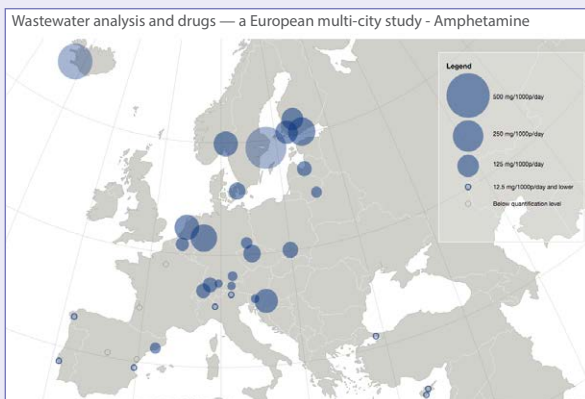 Wastewater analysis and drugs — a European multi-city study - Amphetamine
Legend
500 mg/1000p/day
250 mg/1000p/day
125 mg/1000p/day
12.5 mg/1000p/day and lower
Below quantification level